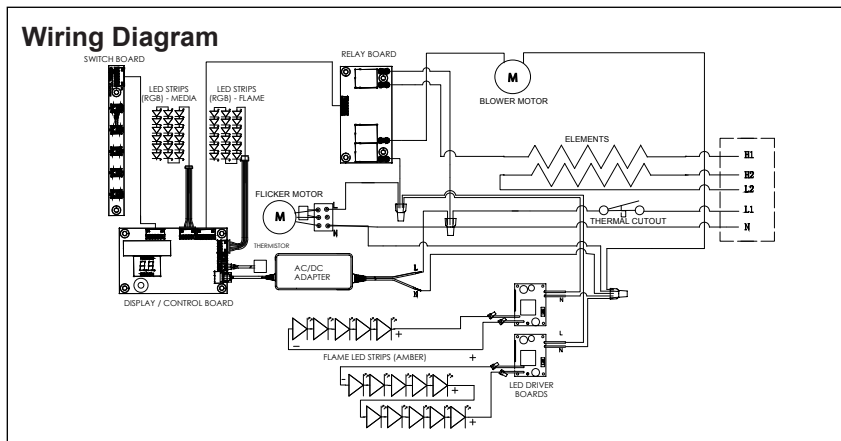 Wiring Diagram
SWITCH BOARD
LED STRIPS
(RGB) - MEDIA
LED STRIPS
(RGB) - FLAME
RELAY BOARD
M
BLOWER MOTOR
ELEMENTS
H1
H2
L2
L1
N
THERMAL CUTOUT
FLICKER MOTOR
M
L
N
THERMISTOR
AC/DC
ADAPTER
L
N
DISPLAY / CONTROL BOARD
L
N
L
N
- +
FLAME LED STRIPS (AMBER)
+
- +
+
LED DRIVER
BOARDS